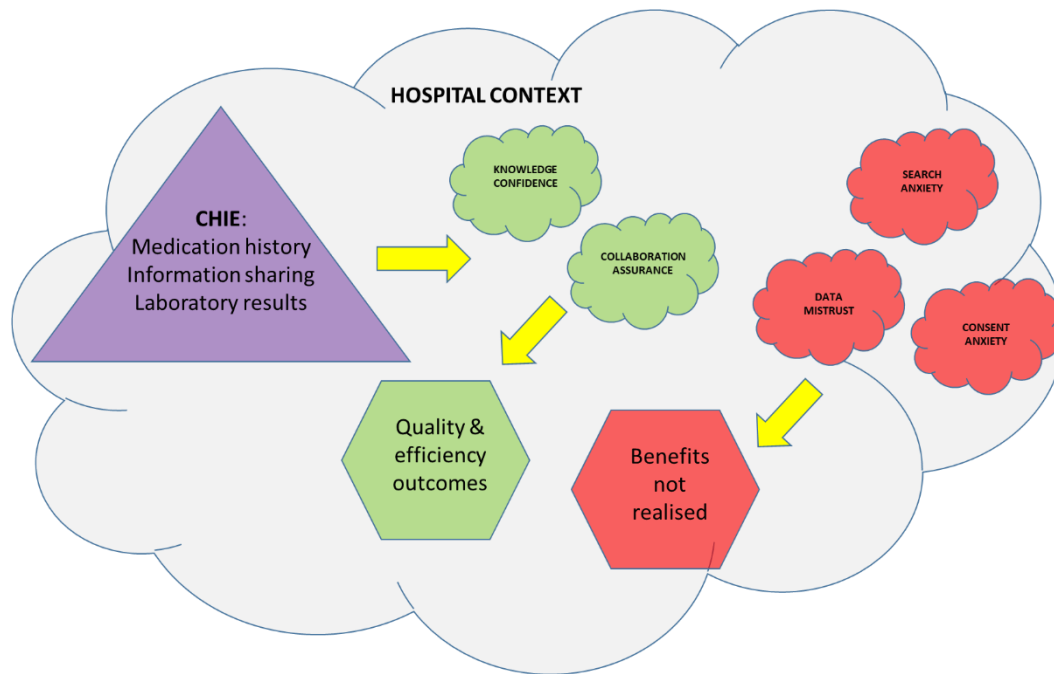 HOSPITAL CONTEXT
CHIE:
Medication history
Information sharing
Laboratory results
KNOWLEDGE
CONFIDENCE
COLLABORATION
ASSURANCE
SEARCH
ANXIETY
DATA
MISTRUST
CONSENT
ANXIETY
Quality &
efficiency
outcomes
Benefits
not
realised